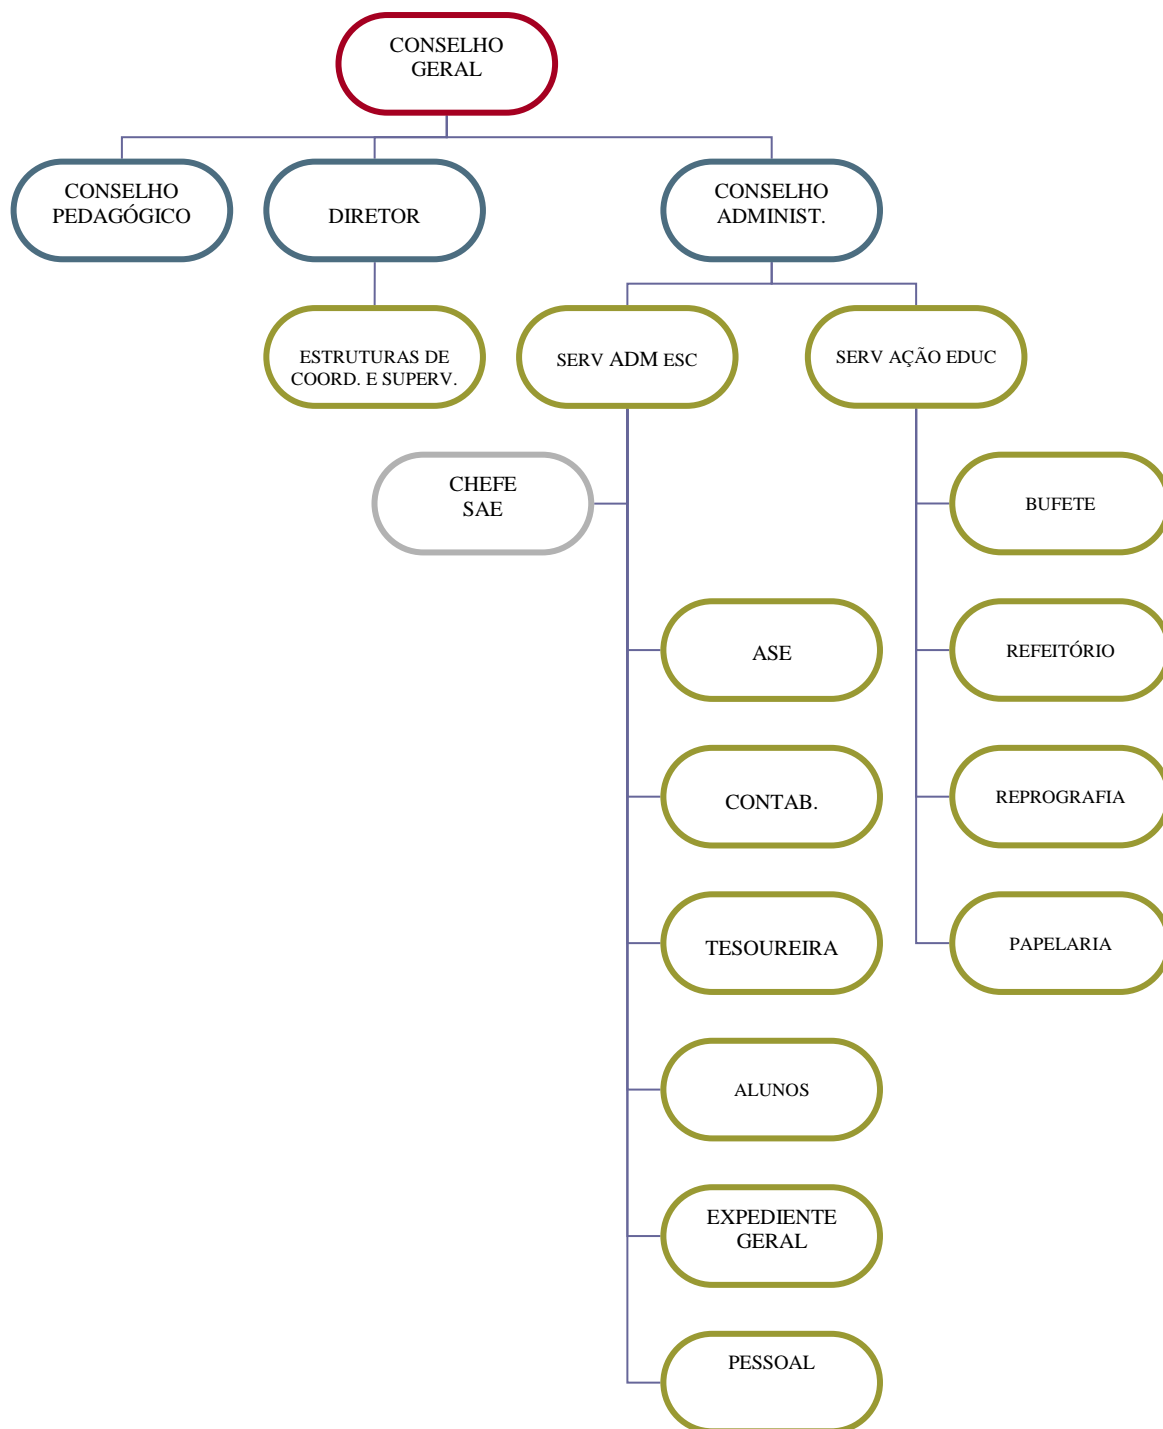 CONSELHO
GERAL
CONSELHO
PEDAGÓGICO
DIRETOR
CONSELHO
ADMINIST.
ESTRUTURAS DE
COORD. E SUPERV.
SERV ADM ESC
SERV AÇÃO EDUC
CHEFE
SAE
BUFETE
ASE
REFEITÓRIO
CONTAB.
REPROGRAFIA
TESOUREIRA
PAPELARIA
ALUNOS
EXPEDIENTE
GERAL
PESSOAL